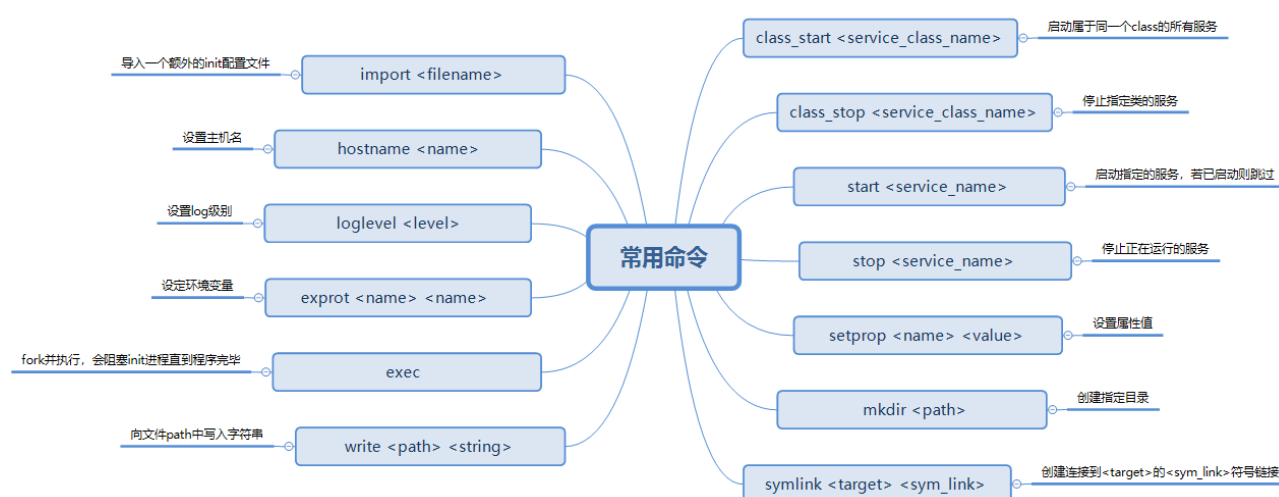 常用命令
导入一个额外的init配置文件
import <filename>
设置主机名
hostname <name>
设置log级别
loglevel <level>
设定环境变量
exprot <name> <name>
fork并执行，会阻塞init进程直到程序完毕
exec
向文件path中写入字符串
write <path> <string>
class_start <service_class_name>
启动属于同一个class的所有服务
class_stop <service_class_name>
停止指定类的服务
start <service_name>
启动指定的服务，若已启动则跳过
stop <service_name>
停止正在运行的服务
setprop <name> <value>
设置属性值
mkdir <path>
创建指定目录
symlink <target> <sym_link>
创建连接到<target>的<sym_link>符号链接